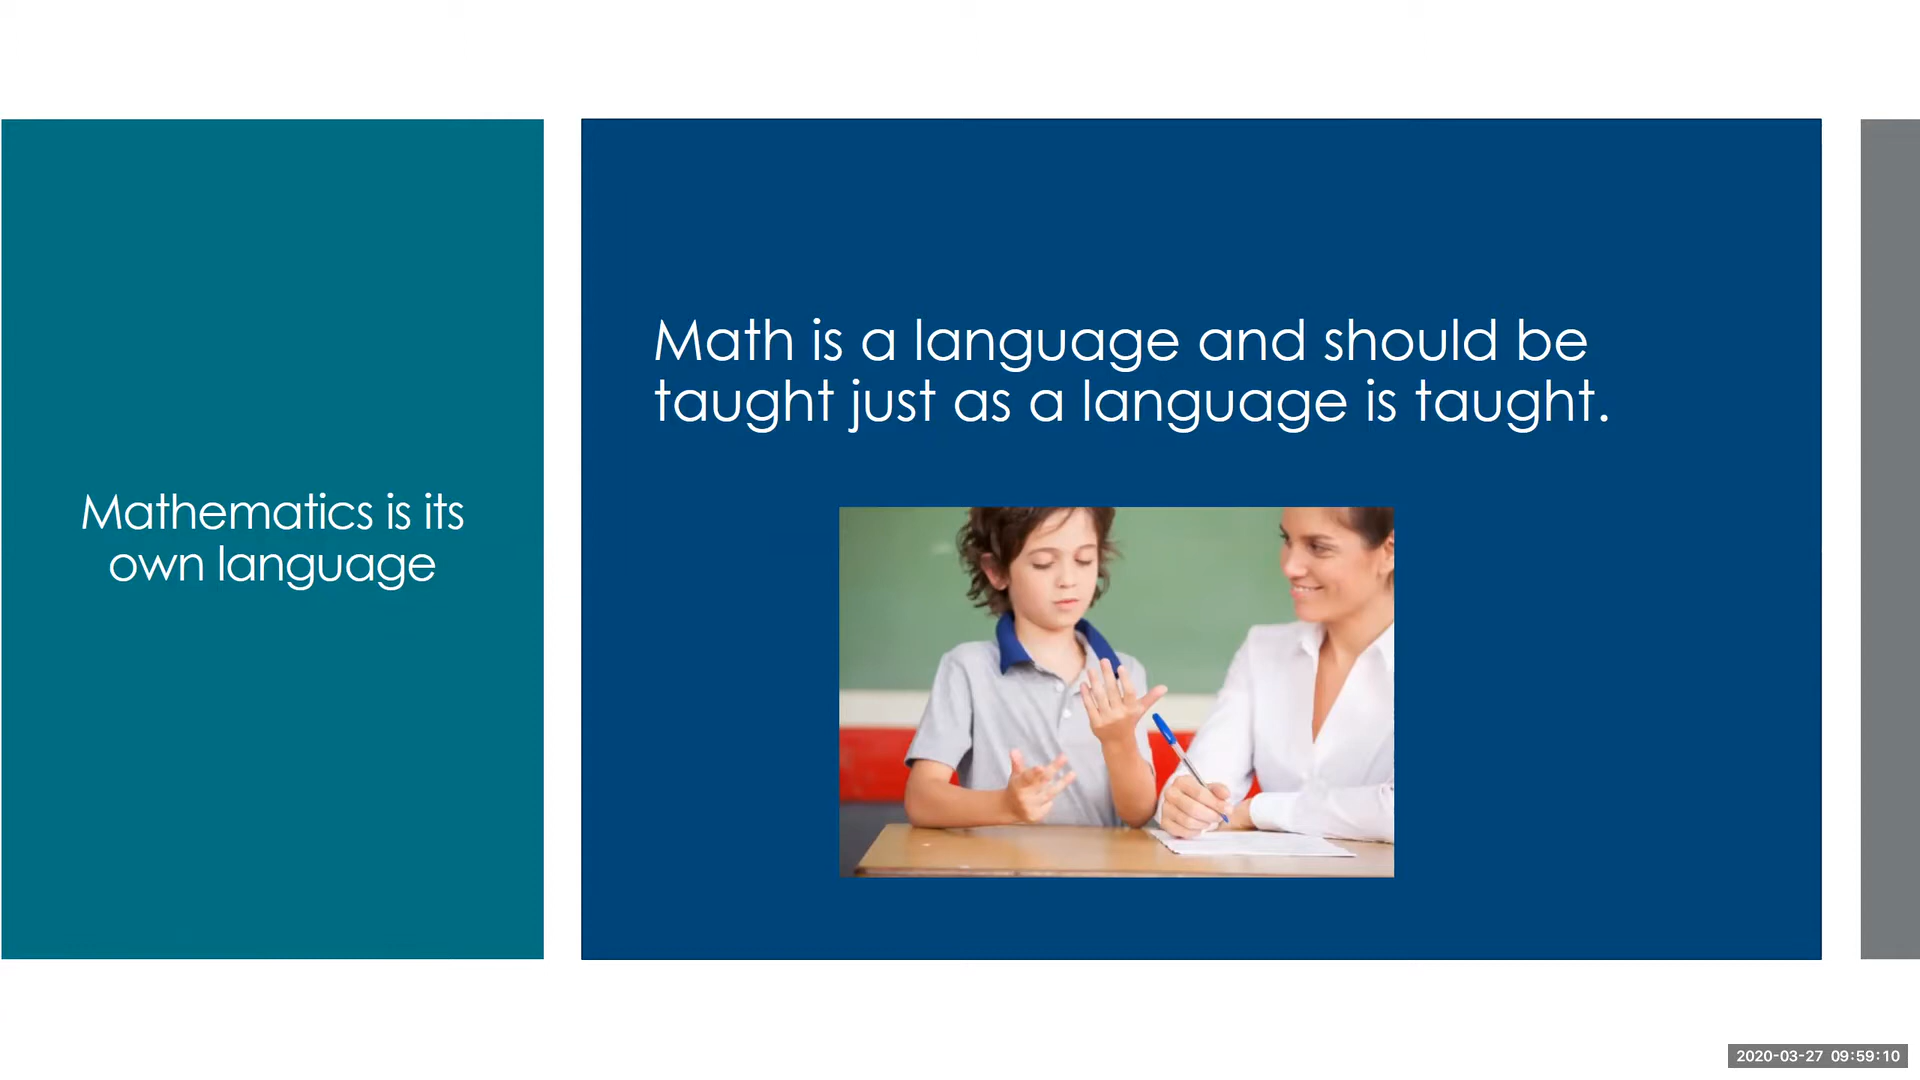 Mathematics is its
own language
Math is a language and should be
taught just as a language is taught.
2020-03-27 09:59:10